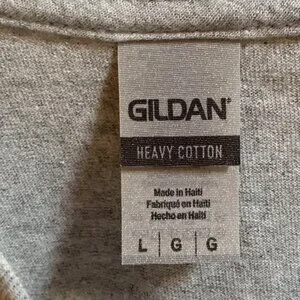 GILDAN®
HEAVY COTTON
Made in Haiti
Fabriqué en Haïti
Hecho en Haití
L | G | G